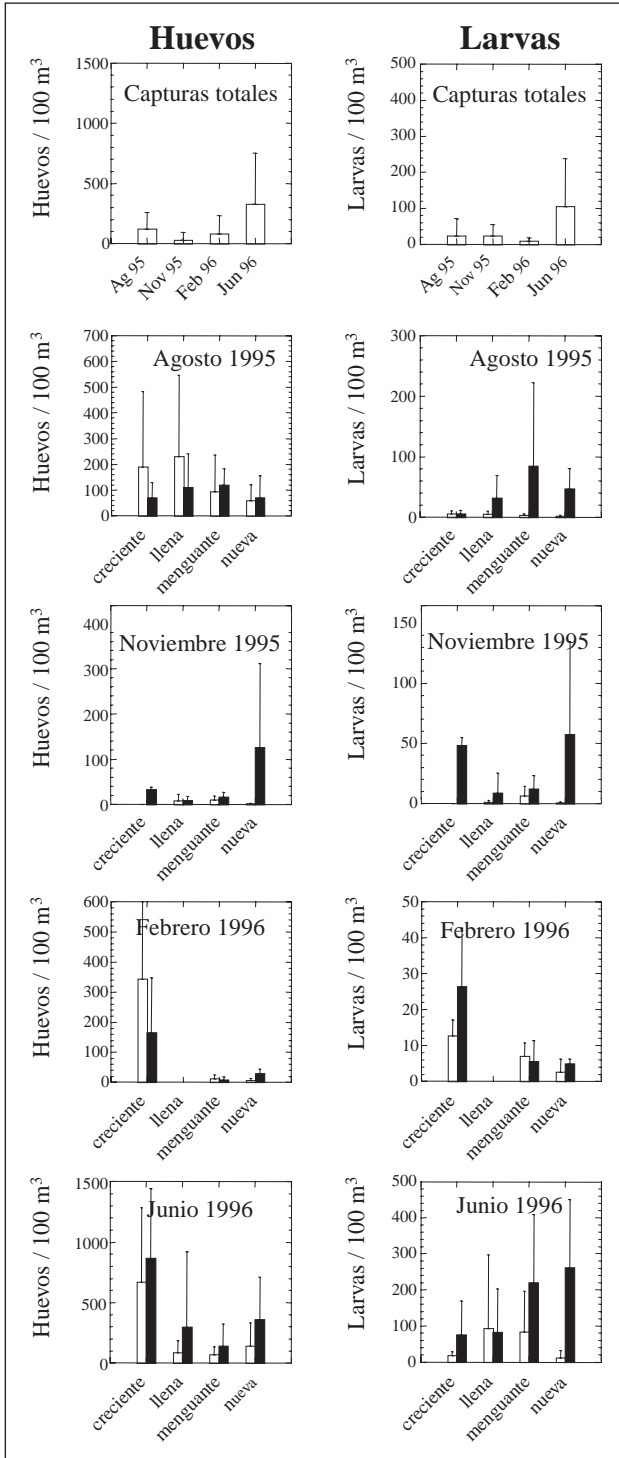 Huevos
Larvas
Huevos / 100 m³
1500
1000
500
0
Capturas totales
Ag 95
Nov 95
Feb 96
Jun 96
Larvas / 100 m³
500
400
300
200
100
0
Capturas totales
Ag 95
Nov 95
Feb 96
Jun 96
Huevos / 100 m³
700
600
500
400
300
200
100
0
Agosto 1995
creciente
llena
menguante
nueva
Larvas / 100 m³
300
200
100
0
Agosto 1995
creciente
llena
menguante
nueva
Huevos / 100 m³
400
300
200
100
0
Noviembre 1995
creciente
llena
menguante
nueva
Larvas / 100 m³
150
100
50
0
Noviembre 1995
creciente
llena
menguante
nueva
Huevos / 100 m³
600
500
400
300
200
100
0
Febrero 1996
creciente
llena
menguante
nueva
Larvas / 100 m³
50
40
30
20
10
0
Febrero 1996
creciente
llena
menguante
nueva
Huevos / 100 m³
1500
1000
500
0
Junio 1996
creciente
llena
menguante
nueva
Larvas / 100 m³
500
400
300
200
100
0
Junio 1996
creciente
llena
menguante
nueva